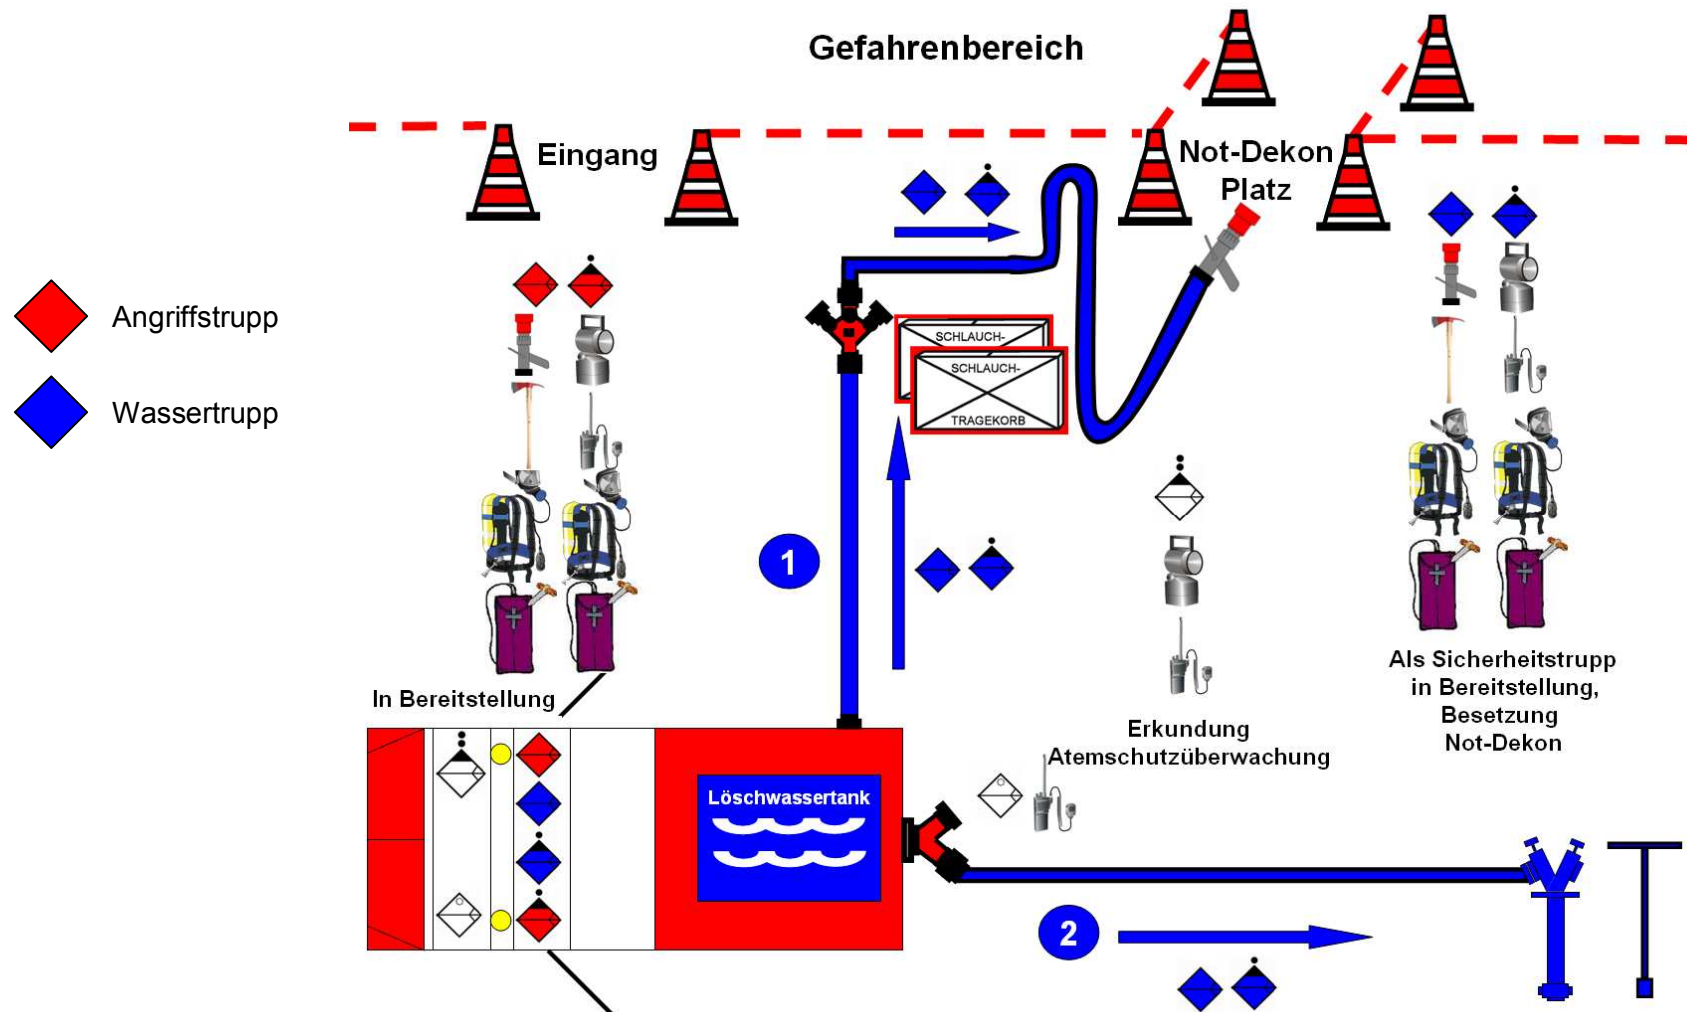 Gefahrenbereich
Eingang
Not-Dekon
Platz
Angriffstrupp
Wassertrupp
SCHLAUCH-
SCHLAUCH-
TRAGEKORB
1
In Bereitstellung
Als Sicherheitstrupp
in Bereitstellung,
Besetzung
Not-Dekon
Erkundung
Atemschutzüberwachung
Löschwassertank
2